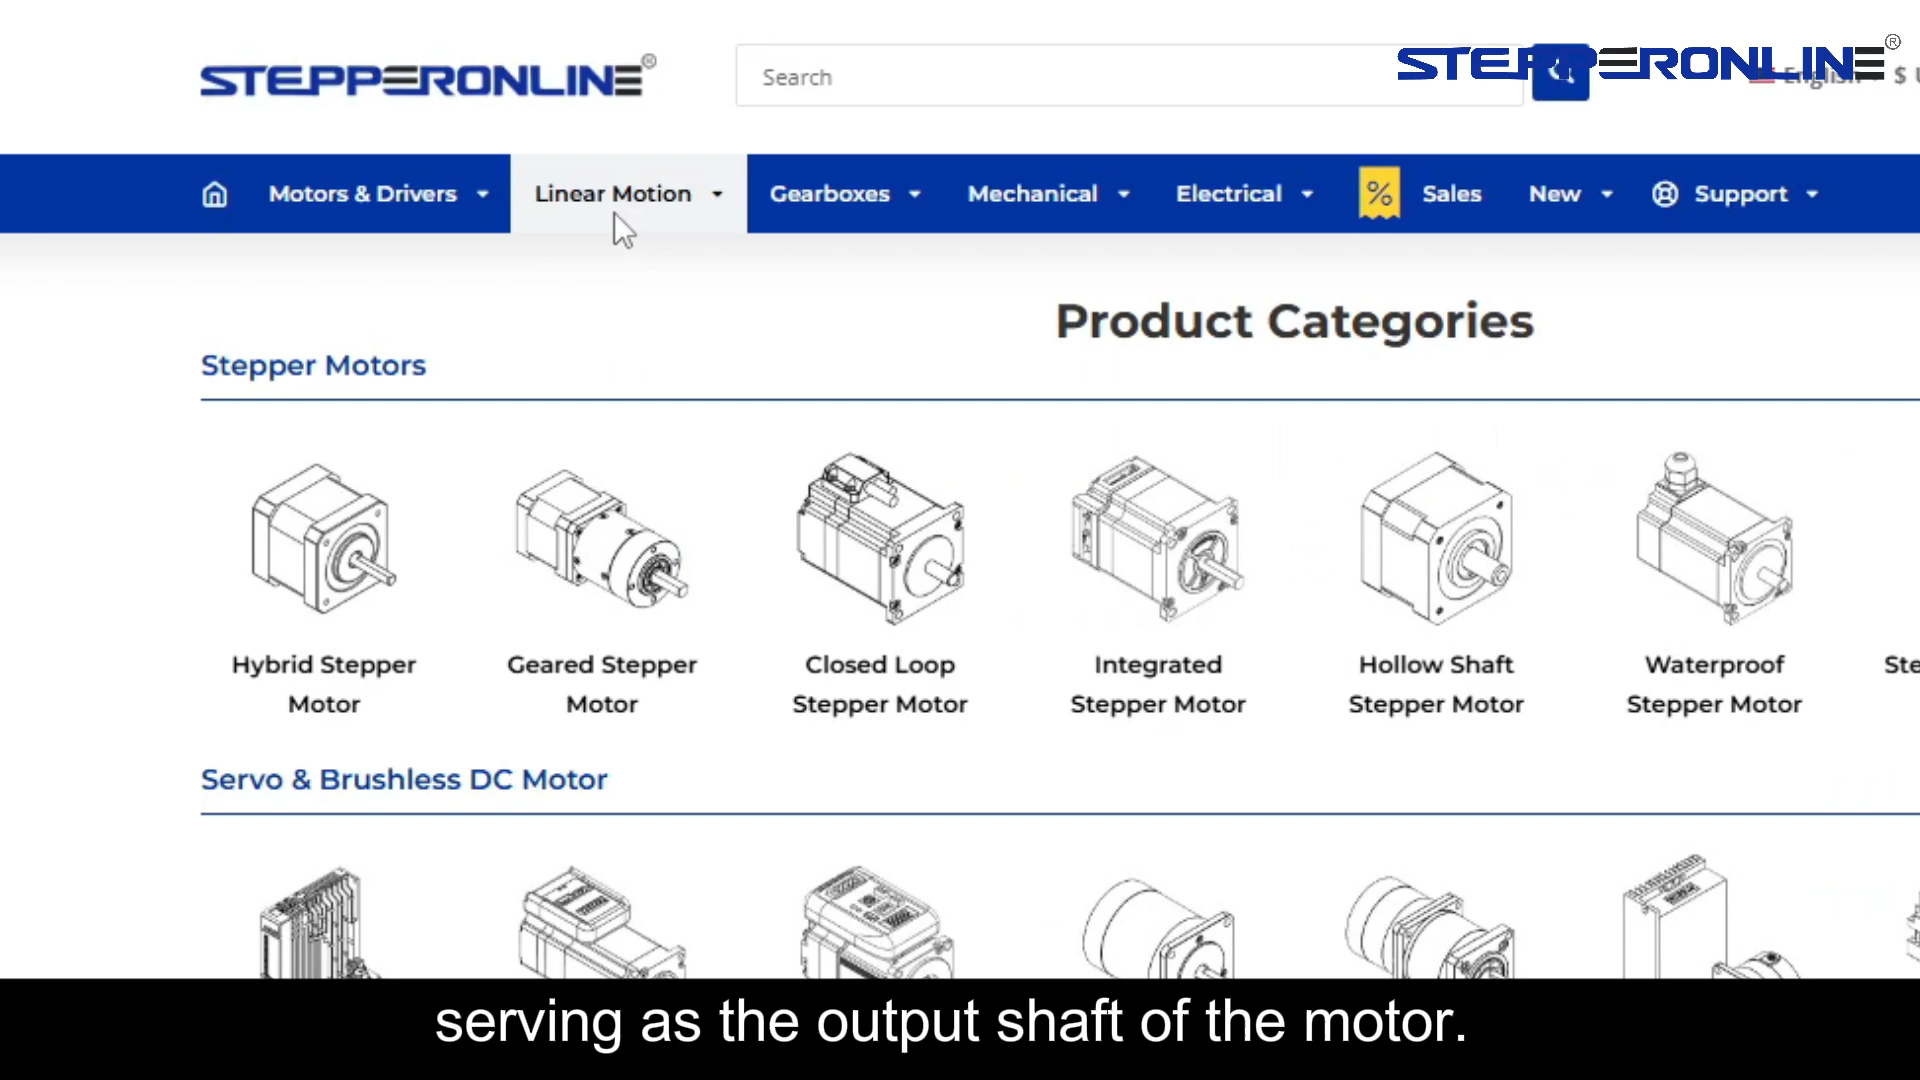 STEPPERONLINE®
Search
STEPPERONLINE®
English
$
Motors & Drivers
Linear Motion
Gearboxes
Mechanical
Electrical
%
Sales
New
Support
Product Categories
Stepper Motors
Hybrid Stepper
Motor
Geared Stepper
Motor
Closed Loop
Stepper Motor
Integrated
Stepper Motor
Hollow Shaft
Stepper Motor
Waterproof
Stepper Motor
Ste
Servo & Brushless DC Motor
serving as the output shaft of the motor.